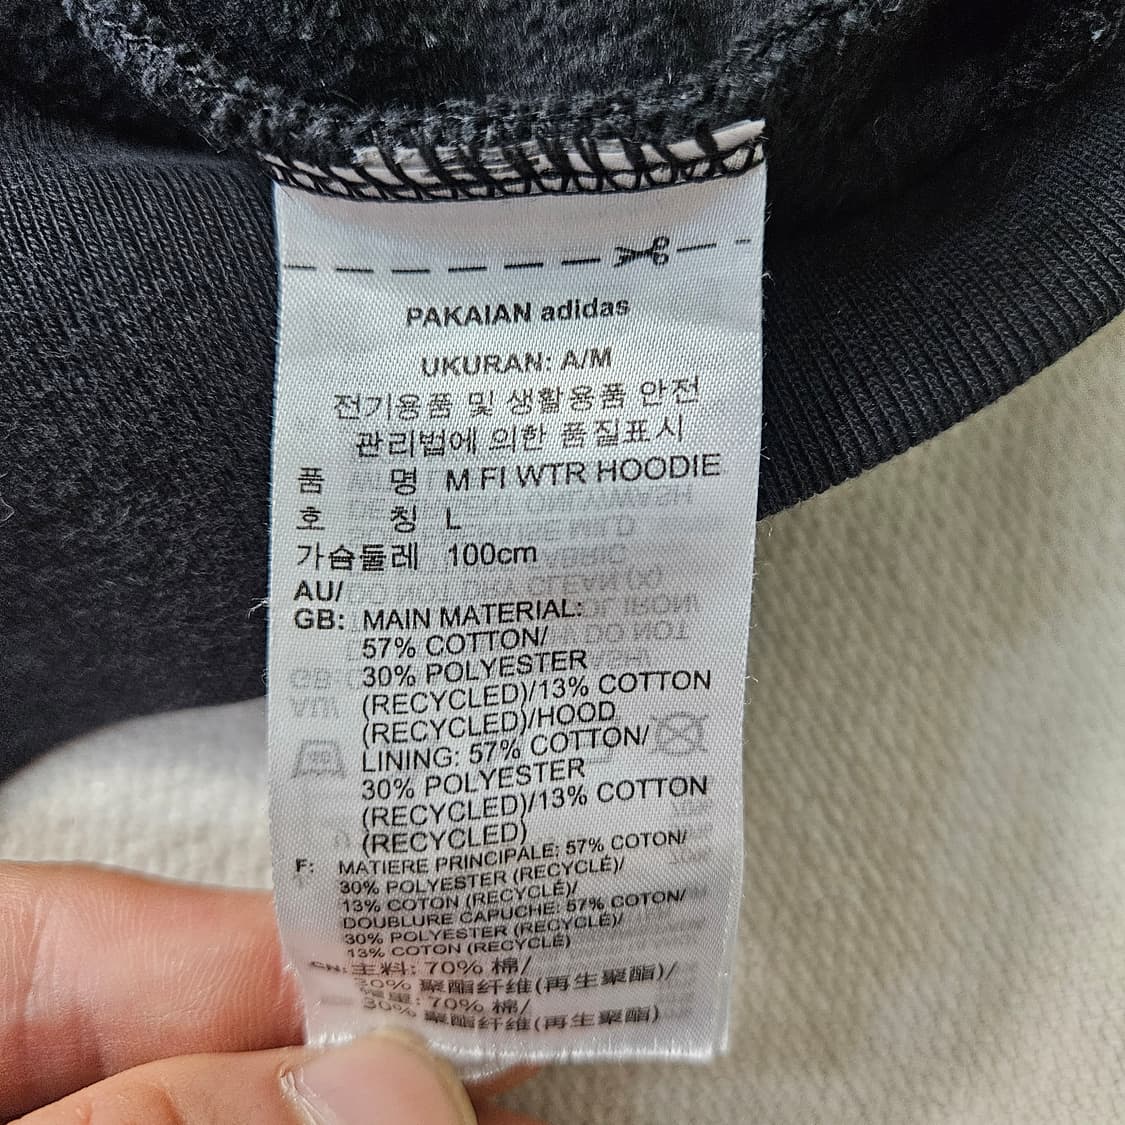 PAKAIAN adidas
UKURAN: A/M
전기용품 및 생활용품 안전
관리법에 의한 품질표시
품 명 M FI WTR HOODIE
호 칭 L
가슴둘레 100cm
AU/
GB: MAIN MATERIAL:
57% COTTON/
30% POLYESTER
(RECYCLED)/13% COTTON
(RECYCLED)/HOOD
LINING: 57% COTTON/
30% POLYESTER
(RECYCLED)/13% COTTON
(RECYCLED)
F: MATIERE PRINCIPALE: 57% COTON/
30% POLYESTER (RECYCLÉ)/
13% COTON (RECYCLÉ)/
DOUBLURE CAPUCHE: 57% COTON/
30% POLYESTER (RECYCLÉ)/
13% COTON (RECYCLÉ)
CN: 主料: 70% 棉/
30% 聚酯纤维(再生聚酯)/
帽里: 70% 棉/
30% 聚酯纤维(再生聚酯)